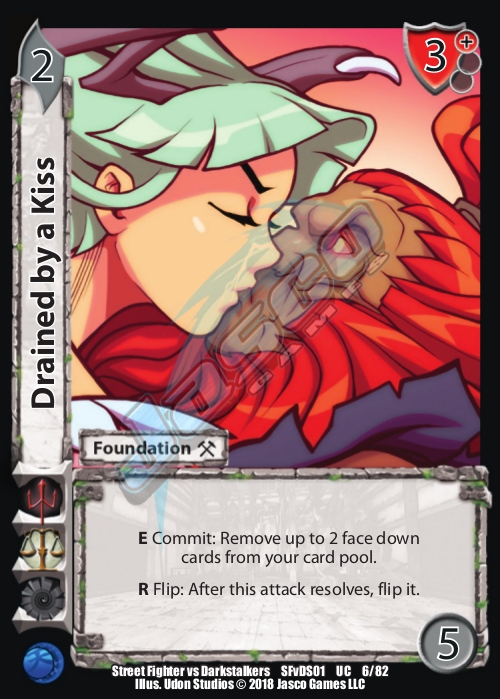 2
3
+
Drained by a Kiss
JASCO
GAMES
Foundation
E Commit: Remove up to 2 face down
cards from your card pool.
R Flip: After this attack resolves, flip it.
5
Street Fighter vs Darkstalkers SFvDS01 UC 6/82
Illus. Udon Studios © 2018 Jasco Games LLC